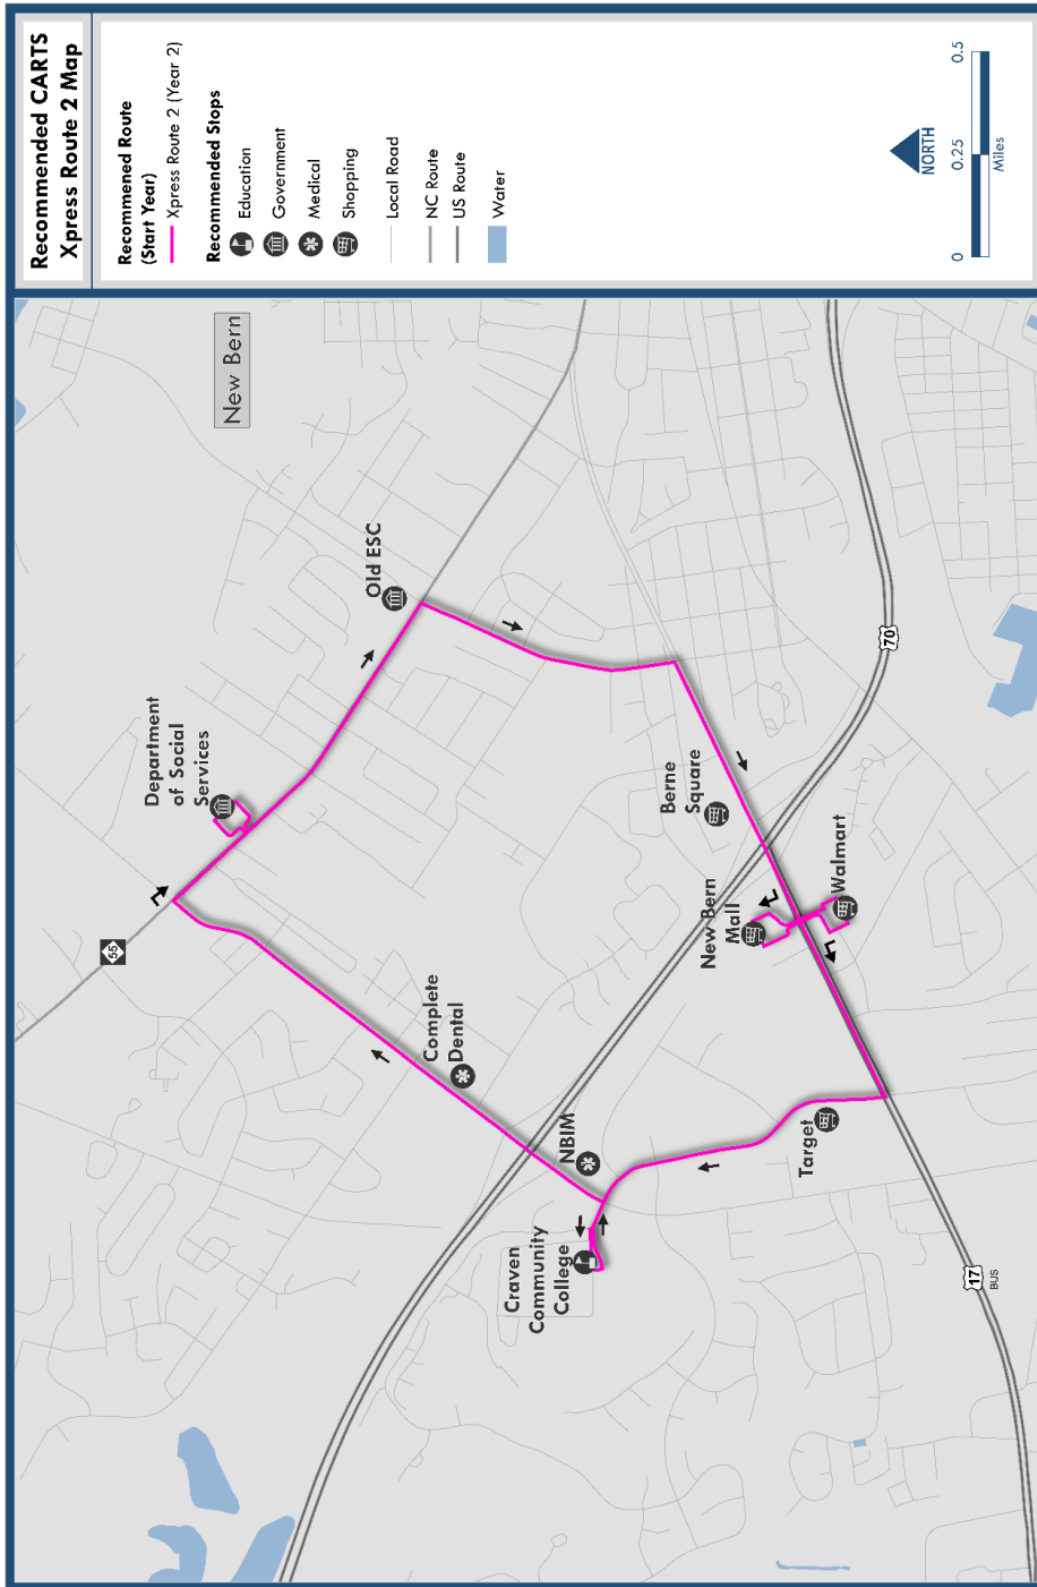 Recommended CARTS
Xpress Route 2 Map
Recommened Route
(Start Year)
Xpress Route 2 (Year 2)
Recommended Stops
Education
Government
Medical
Shopping
Local Road
NC Route
US Route
Water
NORTH
0
0.25
0.5
Miles
New Bern
55
Department
of Social
Services
Old ESC
Complete
Dental
NBIM
Craven
Community
College
Berne
Square
New Bern
Mall
Walmart
Target
70
17
BUS